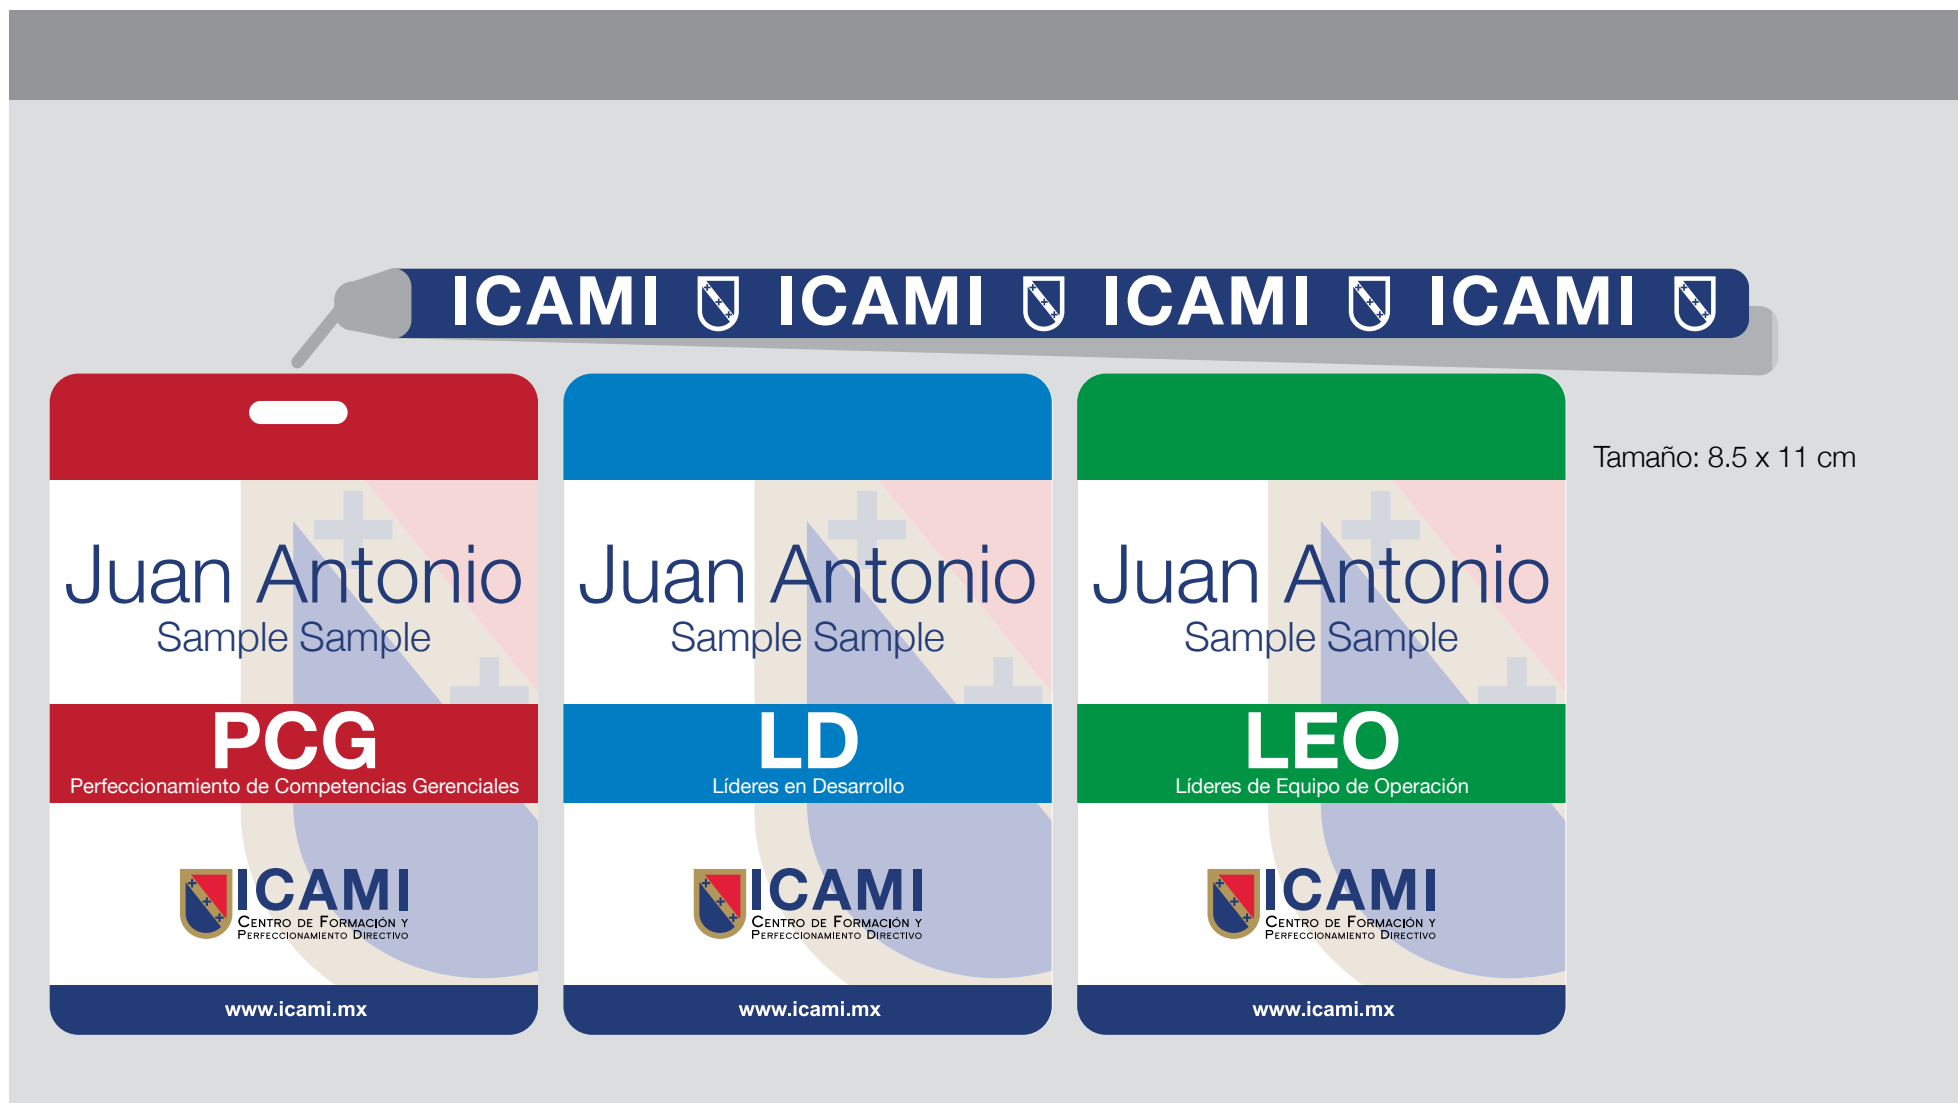 ICAMI ICAMI ICAMI ICAMI
Tamaño: 8.5 x 11 cm
Juan Antonio
Sample Sample
PCG
Perfeccionamiento de Competencias Gerenciales
ICAMI
Centro de Formación y
Perfeccionamiento Directivo
www.icami.mx
Juan Antonio
Sample Sample
LD
Líderes en Desarrollo
ICAMI
Centro de Formación y
Perfeccionamiento Directivo
www.icami.mx
Juan Antonio
Sample Sample
LEO
Líderes de Equipo de Operación
ICAMI
Centro de Formación y
Perfeccionamiento Directivo
www.icami.mx